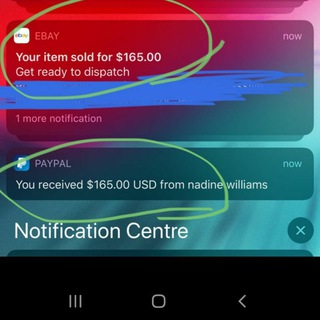 ebay EBAY now
Your item sold for $165.00
Get ready to dispatch
1 more notification
PAYPAL now
You received $165.00 USD from nadine williams
Notification Centre